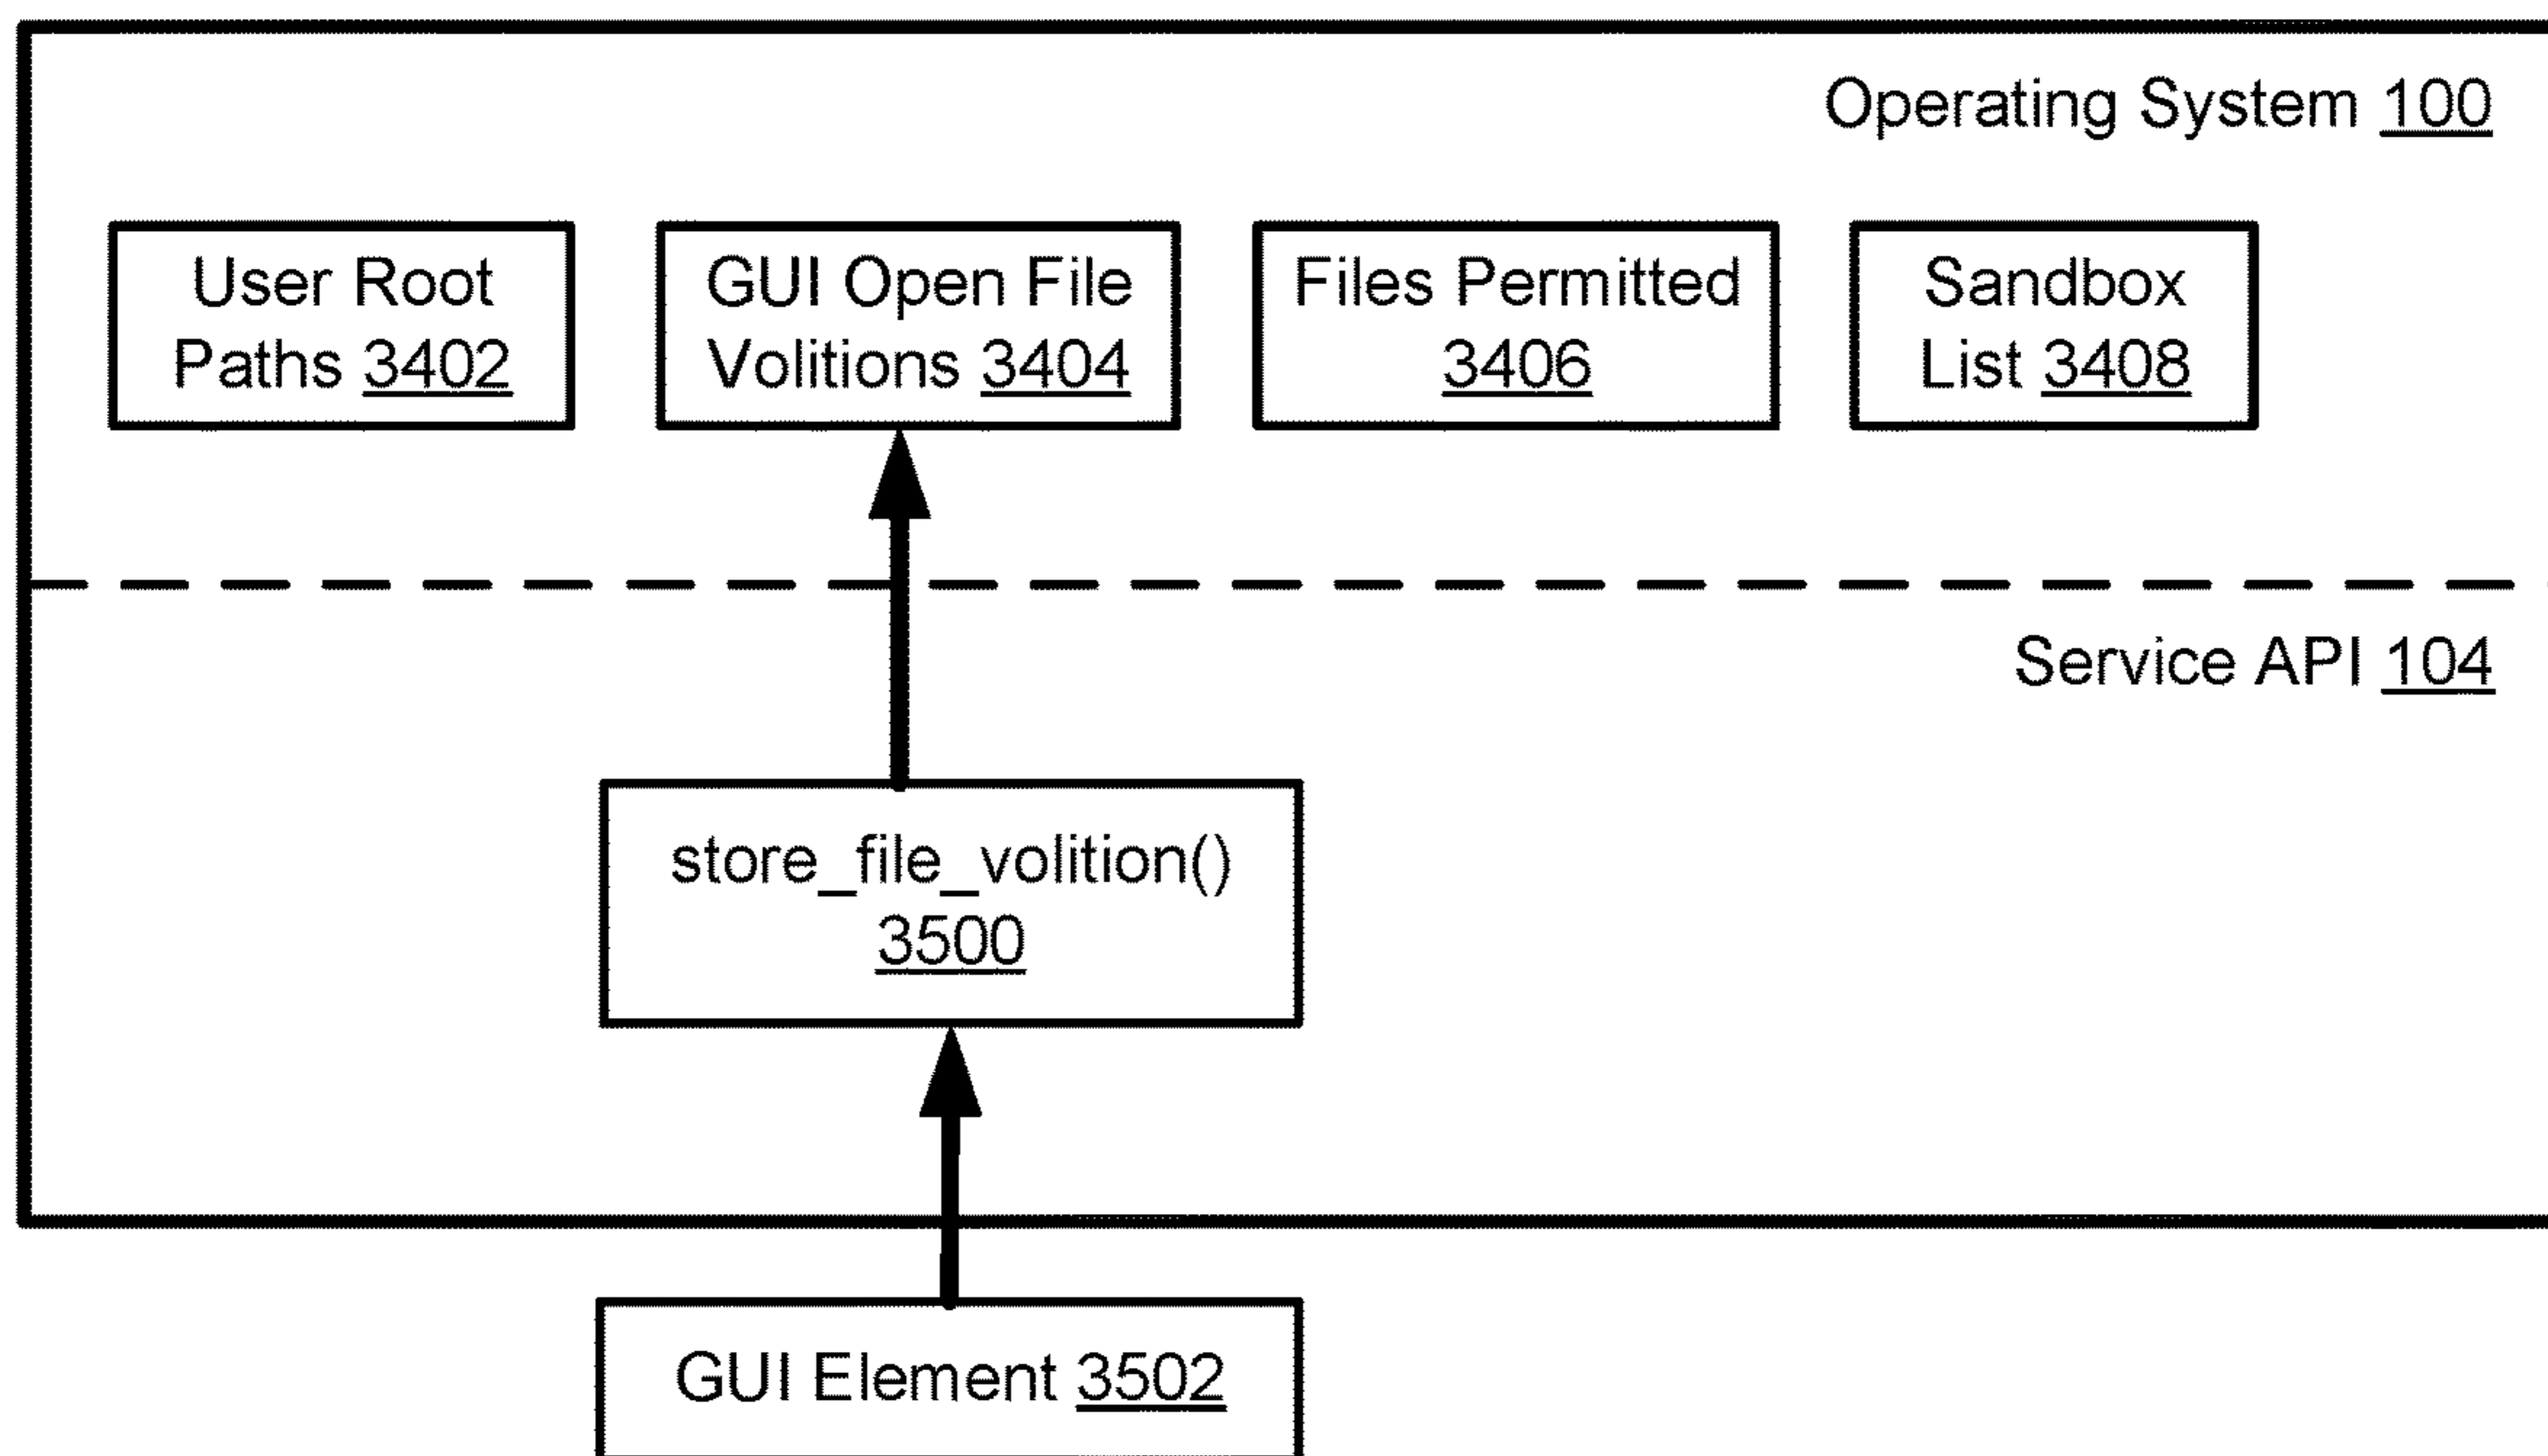 Operating System 100
User Root
Paths 3402
GUI Open File
Volitions 3404
Files Permitted
3406
Sandbox
List 3408
Service API 104
store_file_volition()
3500
GUI Element 3502